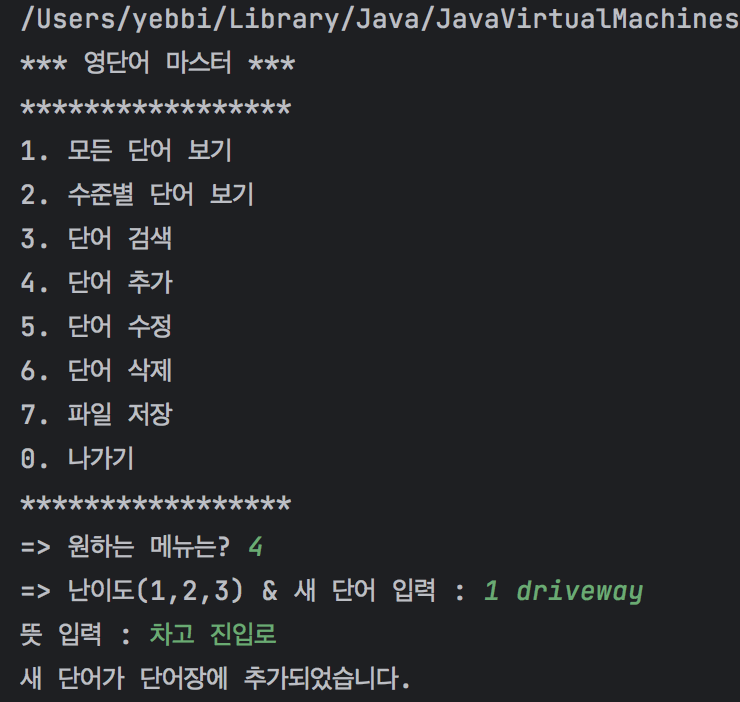 /Users/yebbi/Library/Java/JavaVirtualMachines
*** 영단어 마스터 ***
*****************
1. 모든 단어 보기
2. 수준별 단어 보기
3. 단어 검색
4. 단어 추가
5. 단어 수정
6. 단어 삭제
7. 파일 저장
0. 나가기
*****************
=> 원하는 메뉴는? 4
=> 난이도(1,2,3) & 새 단어 입력 : 1 driveway
뜻 입력 : 차고 진입로
새 단어가 단어장에 추가되었습니다.